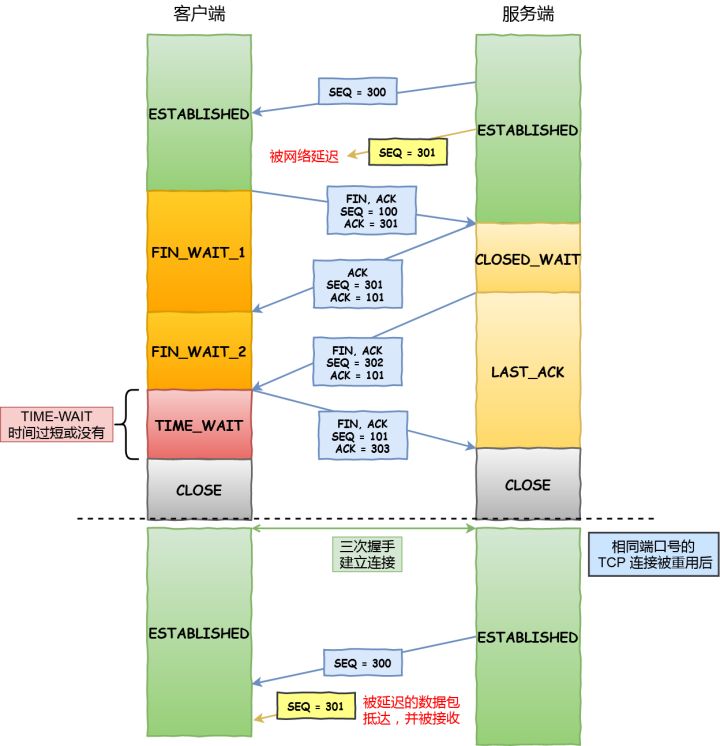 客户端
服务端
ESTABLISHED
ESTABLISHED
SEQ = 300
被网络延迟
SEQ = 301
FIN, ACK
SEQ = 100
ACK = 301
FIN_WAIT_1
CLOSED_WAIT
ACK
SEQ = 301
ACK = 101
FIN_WAIT_2
FIN, ACK
SEQ = 302
ACK = 101
LAST_ACK
TIME-WAIT
时间过短或没有
TIME_WAIT
FIN, ACK
SEQ = 101
ACK = 303
CLOSE
CLOSE
三次握手
建立连接
相同端口号的
TCP 连接被重用后
ESTABLISHED
ESTABLISHED
SEQ = 300
SEQ = 301
被延迟的数据包
抵达，并被接收